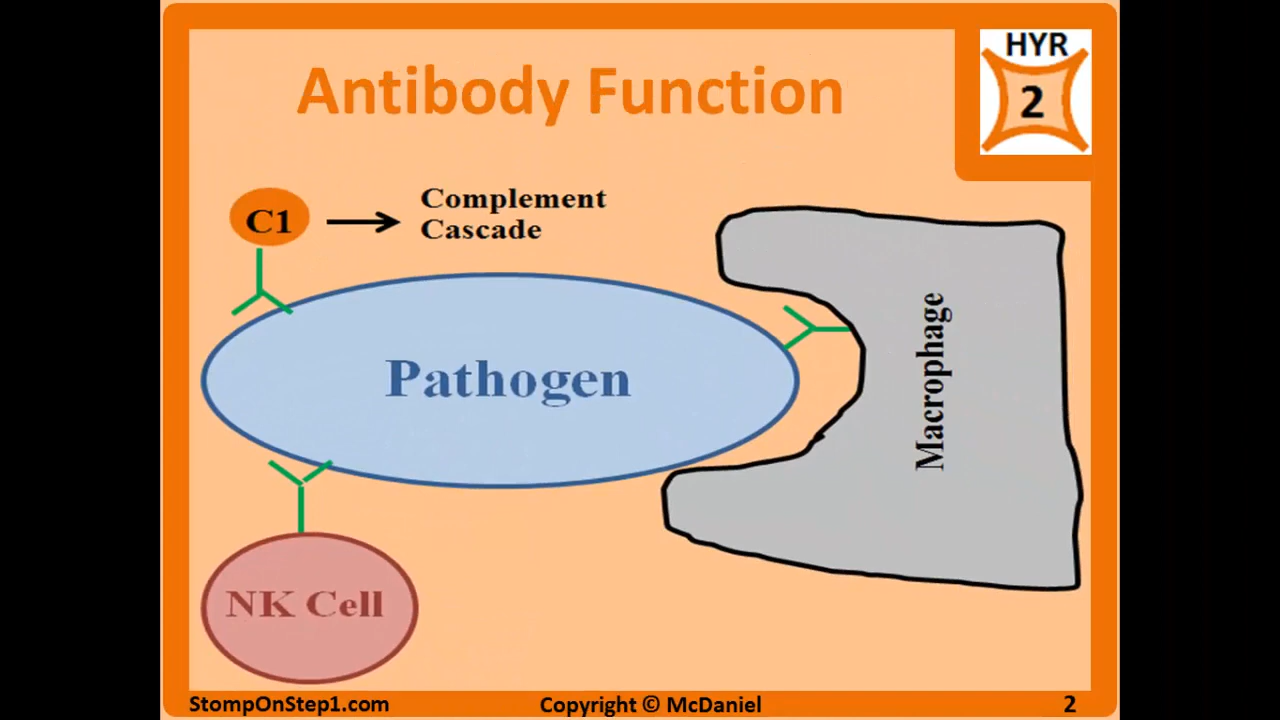 HYR
2
Antibody Function
C1
Complement
Cascade
Pathogen
Macrophage
NK Cell
StompOnStep1.com
Copyright © McDaniel
2